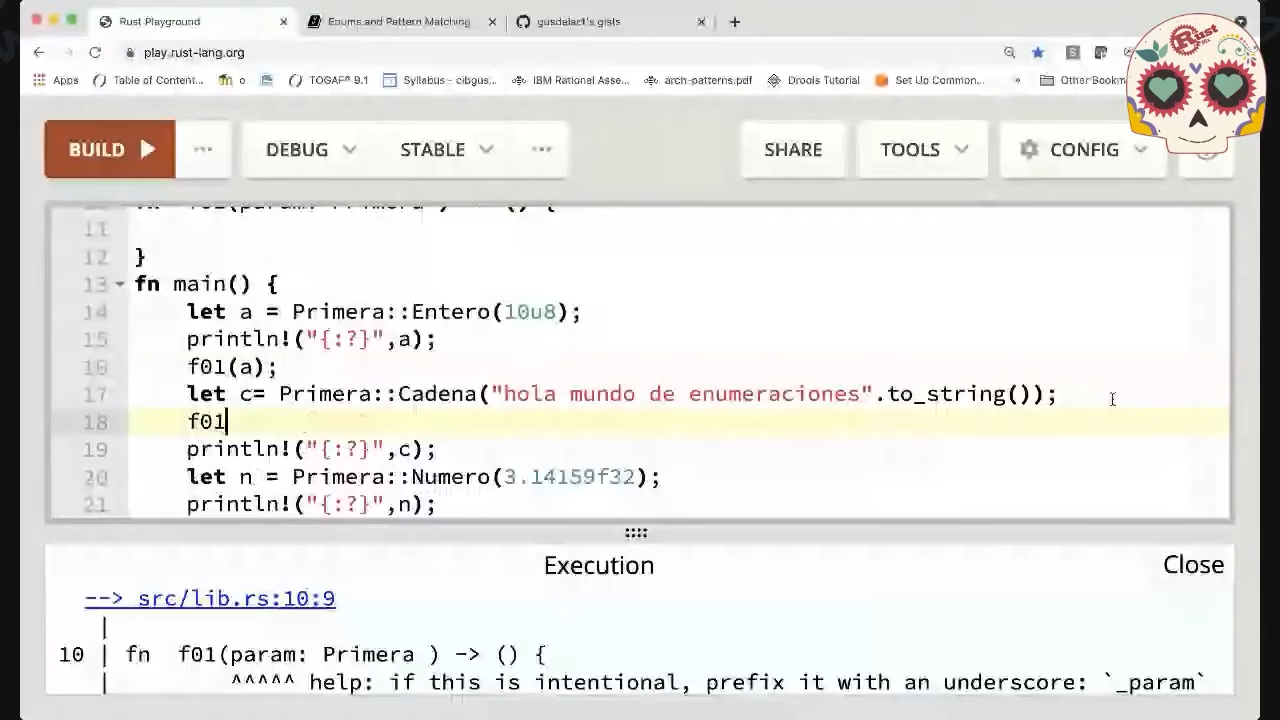 Rust Playground
Enums and Pattern Matching
gusdelact's gists
play.rust-lang.org
Apps
Table of Content...
o
TOGAF® 9.1
Syllabus - cibgus...
IBM Rational Asse...
arch-patterns.pdf
Drools Tutorial
Set Up Common...
»
Other Bookm
Rust
BUILD
DEBUG
STABLE
SHARE
TOOLS
CONFIG
11
12 }
13 fn main() {
14 let a = Primera::Entero(10u8);
15 println!("{:?}",a);
16 f01(a);
17 let c= Primera::Cadena("hola mundo de enumeraciones".to_string());
18 f01
19 println!("{:?}",c);
20 let n = Primera::Numero(3.14159f32);
21 println!("{:?}",n);
Execution
Close
--> src/lib.rs:10:9
|
10 | fn f01(param: Primera ) -> () {
| ^^^^^ help: if this is intentional, prefix it with an underscore: `_param`